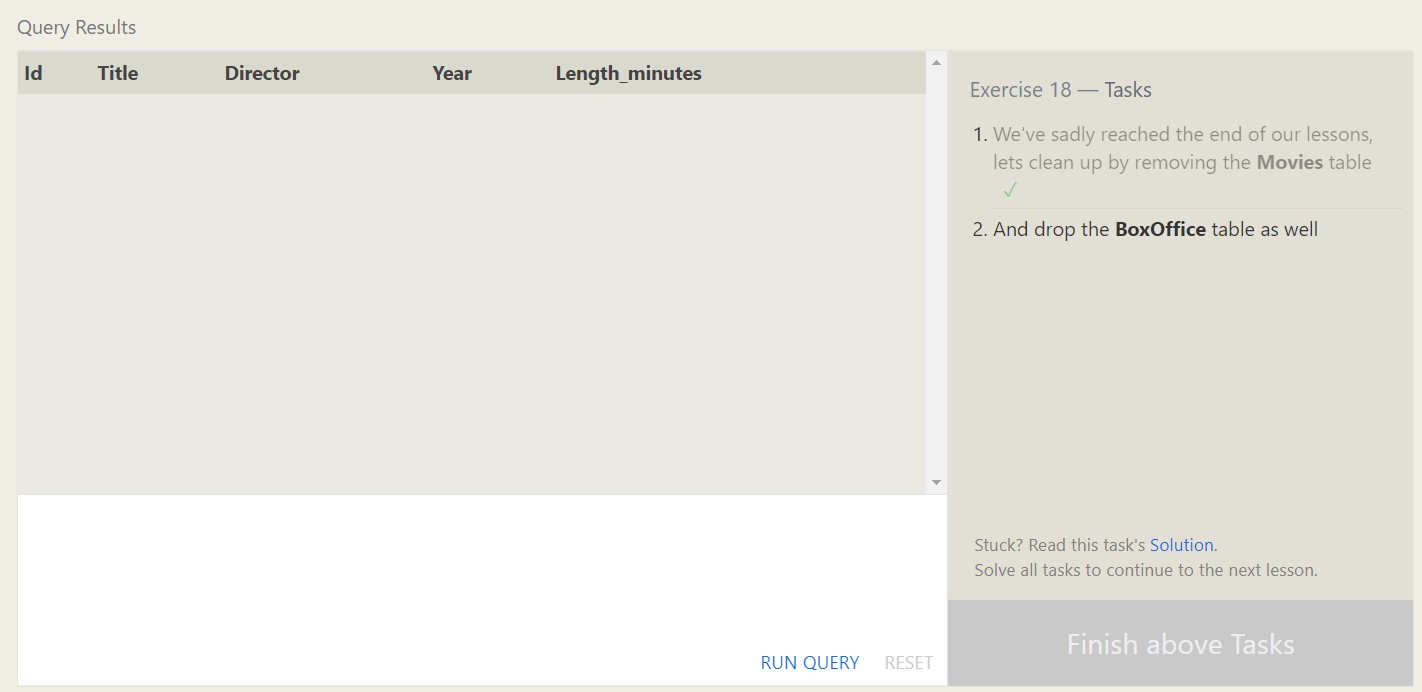 Query Results
Id Title Director Year Length_minutes
Exercise 18 — Tasks
1. We've sadly reached the end of our lessons,
lets clean up by removing the Movies table
✓
2. And drop the BoxOffice table as well
Stuck? Read this task's Solution.
Solve all tasks to continue to the next lesson.
RUN QUERY RESET
Finish above Tasks